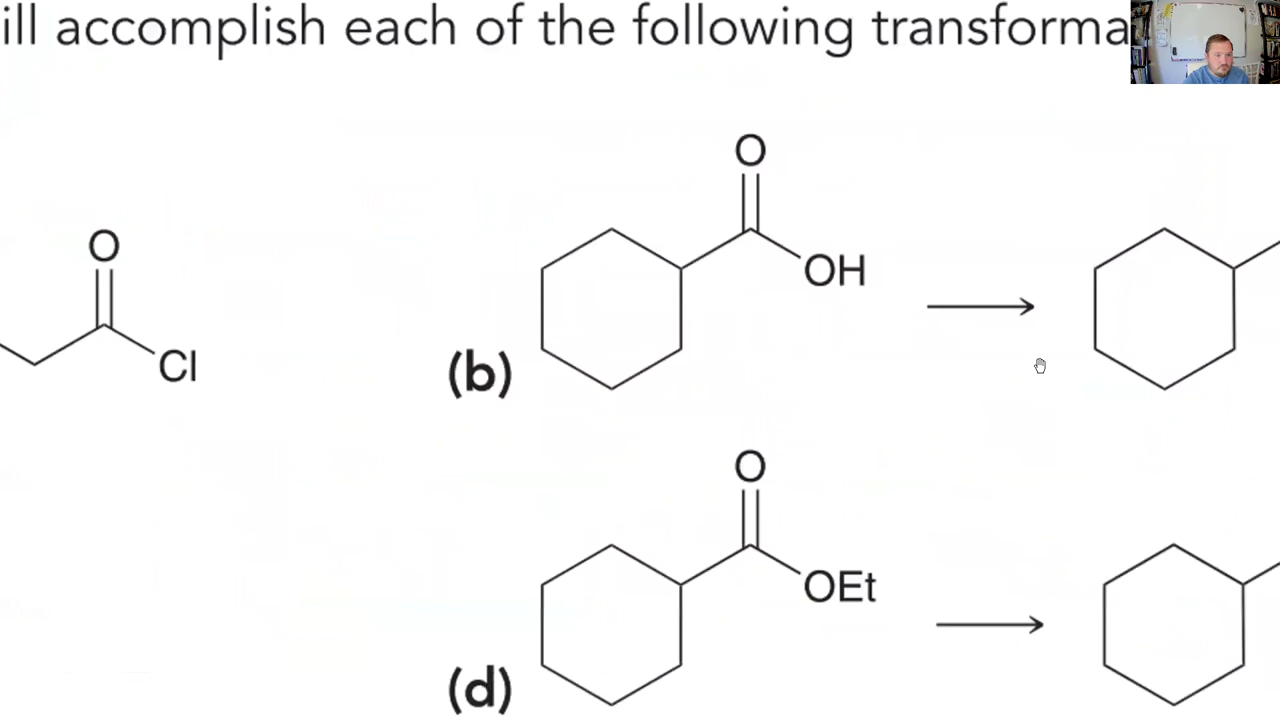 ill accomplish each of the following transforma
O
OH
O
Cl
(b)
O
OEt
(d)